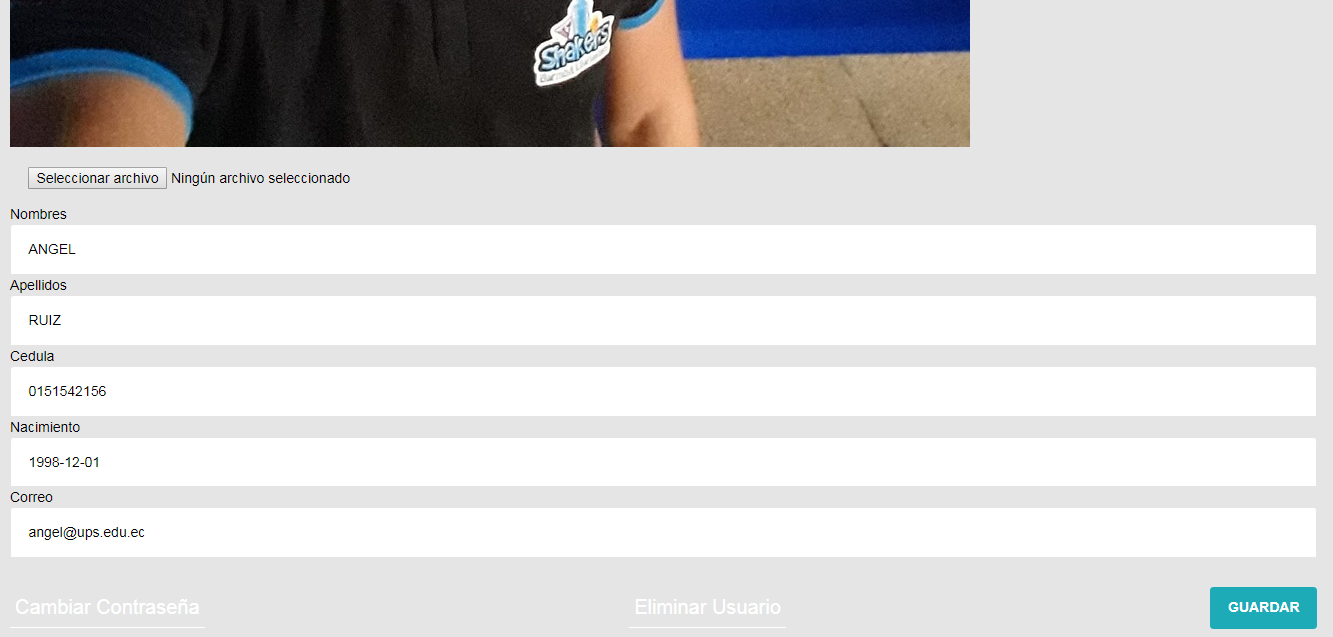 Shakers
Seleccionar archivo Ningún archivo seleccionado
Nombres
ANGEL
Apellidos
RUIZ
Cedula
0151542156
Nacimiento
1998-12-01
Correo
angel@ups.edu.ec
Cambiar Contraseña Eliminar Usuario GUARDAR